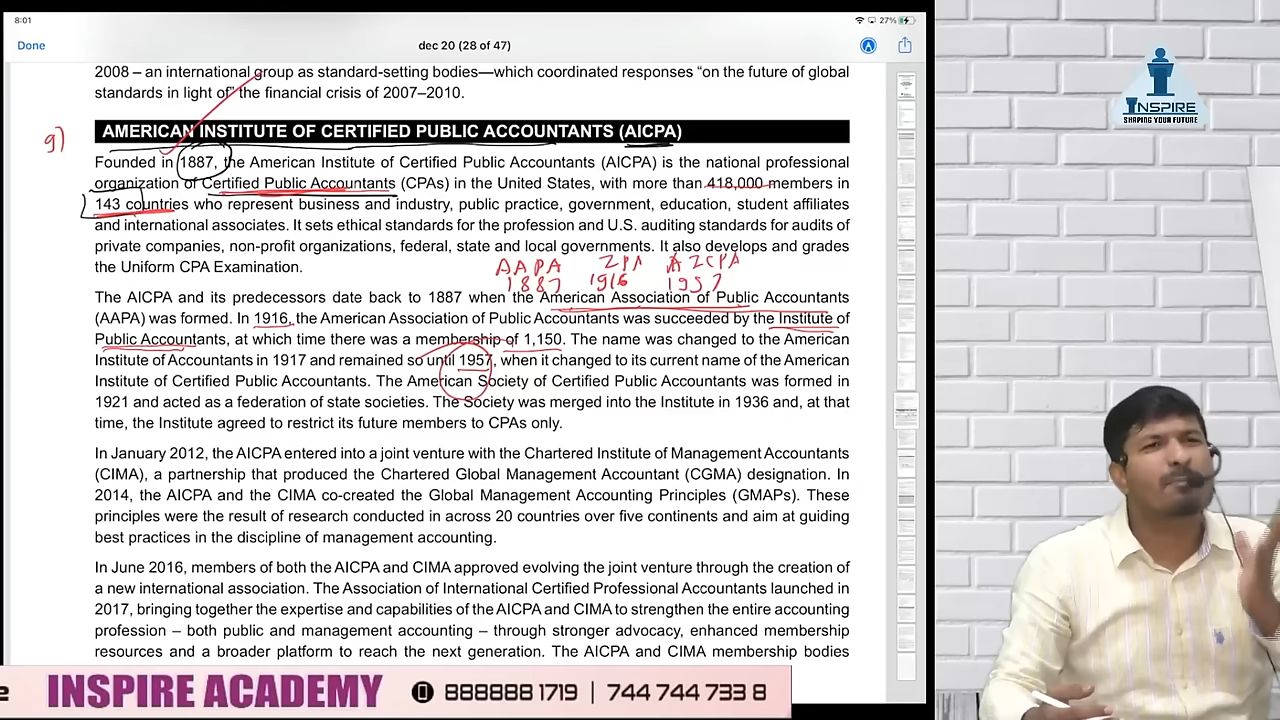 8:01
27%
Done
dec 20 (28 of 47)
2008 – an international group as standard-setting bodies—which coordinated responses “on the future of global
standards in light of” the financial crisis of 2007–2010.
9)
AMERICAN INSTITUTE OF CERTIFIED PUBLIC ACCOUNTANTS (AICPA)
Founded in 1887, the American Institute of Certified Public Accountants (AICPA) is the national professional
organization of Certified Public Accountants (CPAs) in the United States, with more than 418,000 members in
143 countries who represent business and industry, public practice, government, education, student affiliates
and international associates. It sets ethical standards for the profession and U.S. auditing standards for audits of
private companies, non-profit organizations, federal, state and local governments. It also develops and grades
the Uniform CPA Examination.
AAPA IPA AICPA
1887 1916 1957
The AICPA and its predecessors date back to 1887 when the American Association of Public Accountants
(AAPA) was formed. In 1916, the American Association of Public Accountants was succeeded by the Institute of
Public Accountants, at which time there was a membership of 1,150. The name was changed to the American
Institute of Accountants in 1917 and remained so until 1957, when it changed to its current name of the American
Institute of Certified Public Accountants. The American Society of Certified Public Accountants was formed in
1921 and acted as a federation of state societies. The Society was merged into the Institute in 1936 and, at that
time, the Institute agreed to restrict its future members to CPAs only.
In January 2012, the AICPA entered into a joint venture with the Chartered Institute of Management Accountants
(CIMA), a partnership that produced the Chartered Global Management Accountant (CGMA) designation. In
2014, the AICPA and the CIMA co-created the Global Management Accounting Principles (GMAPs). These
principles were the result of research conducted in across 20 countries over five continents and aim at guiding
best practices in the discipline of management accounting.
In June 2016, members of both the AICPA and CIMA approved evolving the joint venture through the creation of
a new international association. The Association of International Certified Professional Accountants launched in
2017, bringing together the expertise and capabilities of the AICPA and CIMA to strengthen the entire accounting
profession – both public and management accounting – through stronger advocacy, enhanced membership
resources and a broader platform to reach the next generation. The AICPA and CIMA membership bodies
INSPIRE
SHAPING YOUR FUTURE
INSPIRE ACADEMY 888888 1719 | 744 744 733 8